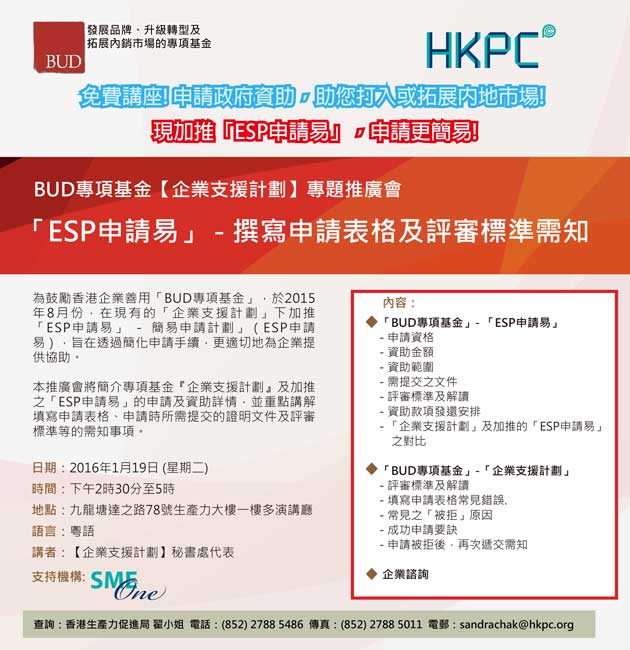 BUD
發展品牌、升級轉型及
拓展內銷市場的專項基金
HKPC
免費講座! 申請政府資助，助您打入或拓展內地市場!
現加推「ESP申請易」，申請更簡易!
BUD專項基金【企業支援計劃】專題推廣會
「ESP申請易」 - 撰寫申請表格及評審標準需知
為鼓勵香港企業善用「BUD專項基金」，於2015
年8月份，在現有的「企業支援計劃」下加推
「ESP申請易」 - 簡易申請計劃」（ESP申請
易），旨在透過簡化申請手續，更適切地為企業提
供協助。
本推廣會將簡介專項基金『企業支援計劃』及加推
之「ESP申請易」的申請及資助詳情，並重點講解
填寫申請表格、申請時所需提交的證明文件及評審
標準等的需知事項。
日期：2016年1月19日 (星期二)
時間：下午2時30分至5時
地點：九龍塘達之路78號生產力大樓一樓多演講廳
語言：粵語
講者：【企業支援計劃】秘書處代表
支持機構: SME One
內容：
◆「BUD專項基金」-「ESP申請易」
- 申請資格
- 資助金額
- 資助範圍
- 需提交之文件
- 評審標準及解讀
- 資助款項發還安排
- 「企業支援計劃」及加推的「ESP申請易」
之對比
◆「BUD專項基金」-「企業支援計劃」
- 評審標準及解讀
- 填寫申請表格常見錯誤.
- 常見之「被拒」原因
- 成功申請要訣
- 申請被拒後，再次遞交需知
◆ 企業諮詢
查詢：香港生產力促進局 翟小姐 電話：(852) 2788 5486 傳真：(852) 2788 5011 電郵：sandrachak@hkpc.org